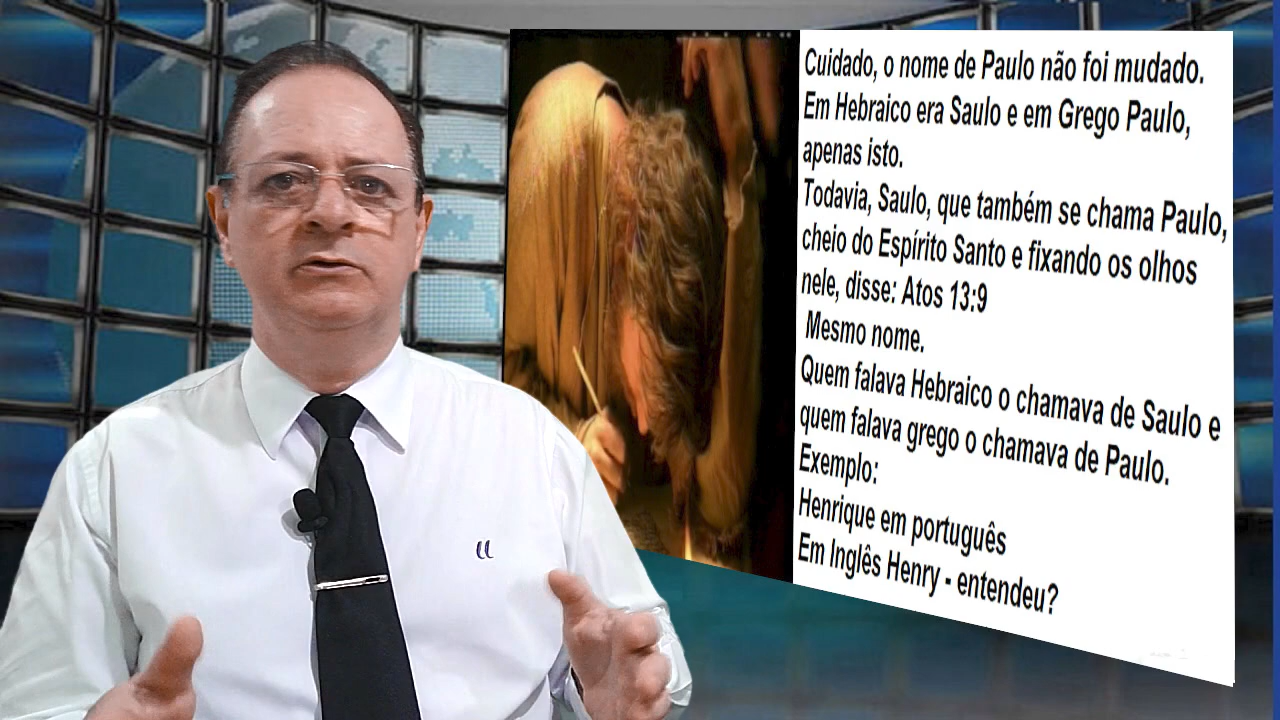 Cuidado, o nome de Paulo não foi mudado.
Em Hebraico era Saulo e em Grego Paulo,
apenas isto.
Todavia, Saulo, que também se chama Paulo,
cheio do Espírito Santo e fixando os olhos
nele, disse: Atos 13:9
Mesmo nome.
Quem falava Hebraico o chamava de Saulo e
quem falava grego o chamava de Paulo.
Exemplo:
Henrique em português
Em Inglês Henry - entendeu?